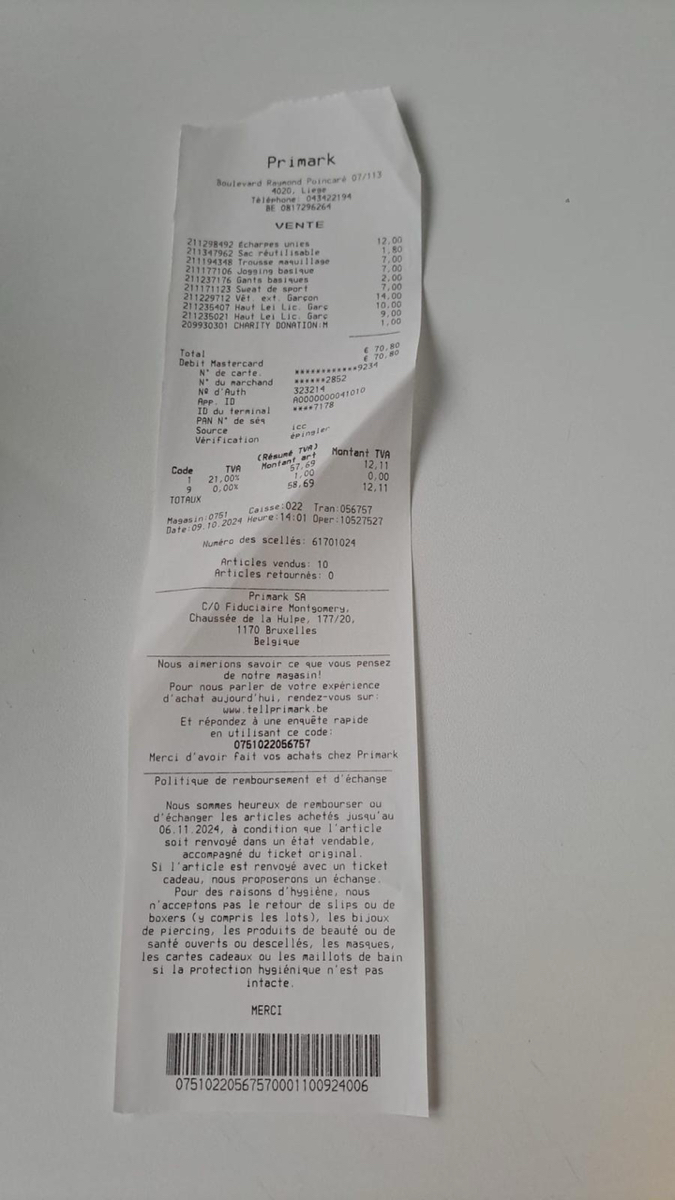 Primark
Boulevard Raymond Poincaré 07/113
4020, Liege
Téléphone: 043422194
BE 0817296264
VENTE
211298492 Écharpes unies 12,00
211347962 Sac réutilisable 1,80
211194348 Trousse maquillage 7,00
211177106 Jogging basique 7,00
211237176 Gants basiques 2,00
211171123 Sweat de sport 7,00
211229712 Vêt. ext. Garçon 14,00
211235407 Haut Lei Lic. Garç 10,00
211235021 Haut Lei Lic. Garç 9,00
209930301 CHARITY DONATION:M 1,00
Total € 70,80
Debit Mastercard € 70,80
N° de carte. ************9234
N° du marchand ******2852
Nº d'Auth 323214
App. ID A0000000041010
ID du terminal ****7178
PAN N° de séq
Source icc
Vérification épingler
(Résumé TVA)
Code TVA Montant art Montant TVA
1 21,00% 57,69 12,11
9 0,00% 1,00 0,00
TOTAUX 58,69 12,11
Magasin:0751 Caisse:022 Tran:056757
Date:09.10.2024 Heure:14:01 Oper:10527527
Numéro des scellés: 61701024
Articles vendus: 10
Articles retournés: 0
Primark SA
C/O Fiduciaire Montgomery,
Chaussée de la Hulpe, 177/20,
1170 Bruxelles
Belgique
Nous aimerions savoir ce que vous pensez
de notre magasin!
Pour nous parler de votre expérience
d'achat aujourd'hui, rendez-vous sur:
www.tellprimark.be
Et répondez à une enquête rapide
en utilisant ce code:
0751022056757
Merci d'avoir fait vos achats chez Primark
Politique de remboursement et d'échange
Nous sommes heureux de rembourser ou
d'échanger les articles achetés jusqu'au
06.11.2024, à condition que l'article
soit renvoyé dans un état vendable,
accompagné du ticket original.
Si l'article est renvoyé avec un ticket
cadeau, nous proposerons un échange.
Pour des raisons d'hygiène, nous
n'acceptons pas le retour de slips ou de
boxers (y compris les lots), les bijoux
de piercing, les produits de beauté ou de
santé ouverts ou descellés, les masques,
les cartes cadeaux ou les maillots de bain
si la protection hygiénique n'est pas
intacte.
MERCI
07510220567570001100924006